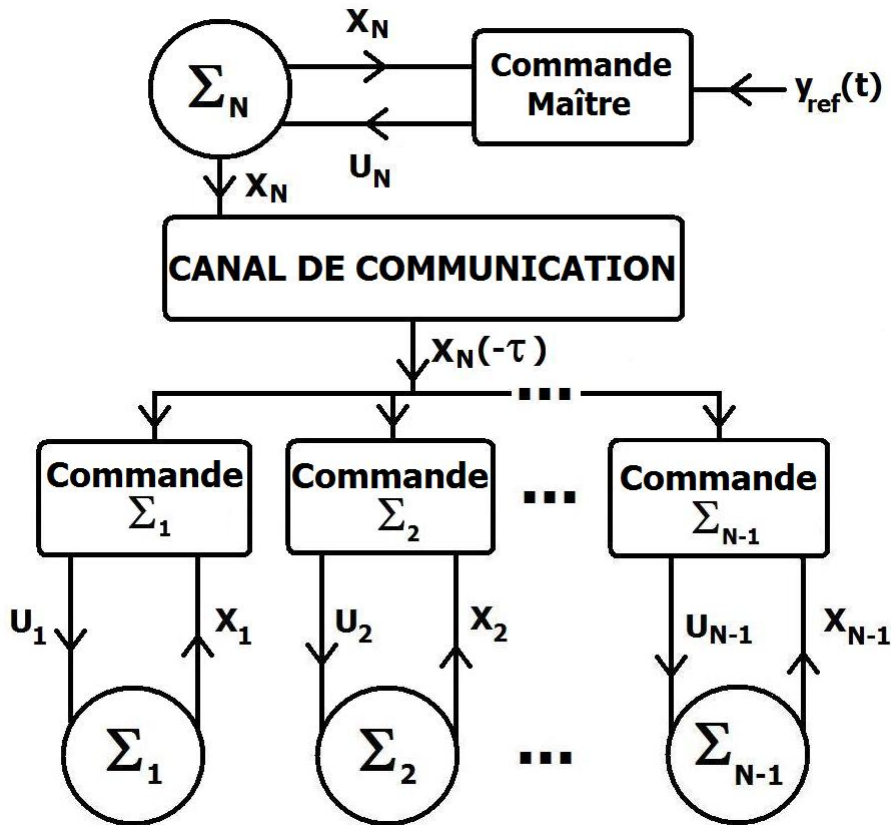 X_N
Σ_N
Commande
Maître
y_ref(t)
U_N
X_N
CANAL DE COMMUNICATION
X_N(-τ)
...
Commande
Σ_1
Commande
Σ_2
...
Commande
Σ_N-1
U_1
X_1
U_2
X_2
U_N-1
X_N-1
Σ_1
Σ_2
...
Σ_N-1